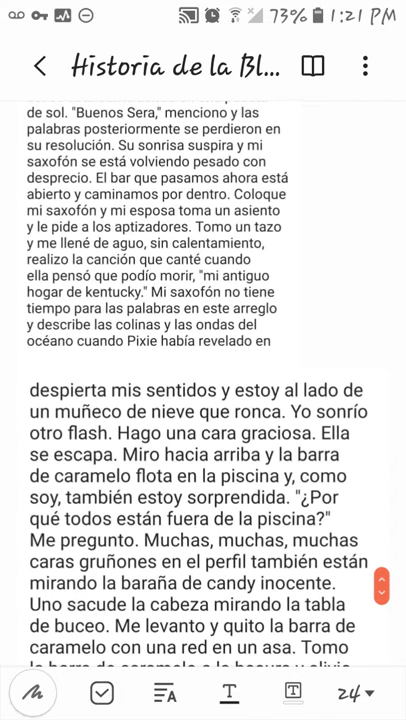 73% 1:21 PM
Historia de la Bl...
de sol. "Buenos Sera," menciono y las
palabras posteriormente se perdieron en
su resolución. Su sonrisa suspira y mi
saxofón se está volviendo pesado con
desprecio. El bar que pasamos ahora está
abierto y caminamos por dentro. Coloque
mi saxofón y mi esposa toma un asiento
y le pide a los aptizadores. Tomo un tazo
y me llené de agua, sin calentamiento,
realizo la canción que canté cuando
ella pensó que podío morir, "mi antiguo
hogar de kentucky." Mi saxofón no tiene
tiempo para las palabras en este arreglo
y describe las colinas y las ondas del
océano cuando Pixie había revelado en
despierta mis sentidos y estoy al lado de
un muñeco de nieve que ronca. Yo sonrío
otro flash. Hago una cara graciosa. Ella
se escapa. Miro hacia arriba y la barra
de caramelo flota en la piscina y, como
soy, también estoy sorprendida. "¿Por
qué todos están fuera de la piscina?"
Me pregunto. Muchas, muchas, muchas
caras gruñones en el perfil también están
mirando la baraña de candy inocente.
Uno sacude la cabeza mirando la tabla
de buceo. Me levanto y quito la barra de
caramelo con una red en un asa. Tomo
la barra de caramelo a la basura y alivio
24